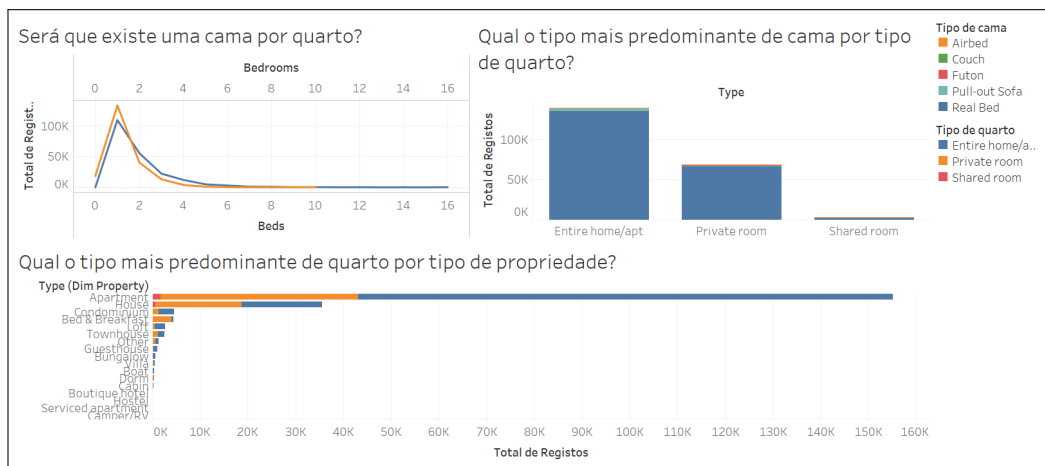 Será que existe uma cama por quarto?
Bedrooms
0 2 4 6 8 10 12 14 16
Total de Regist..
100K
50K
0K
0 2 4 6 8 10 12 14 16
Beds
Qual o tipo mais predominante de cama por tipo
de quarto?
Type
Total de Registos
100K
50K
0K
Entire home/apt Private room Shared room
Tipo de cama
Airbed
Couch
Futon
Pull-out Sofa
Real Bed
Tipo de quarto
Entire home/a..
Private room
Shared room
Qual o tipo mais predominante de quarto por tipo de propriedade?
Type (Dim Property)
Apartment
House
Condominium
Bed & Breakfast
Loft
Townhouse
Other
Guesthouse
Bungalow
Villa
Boat
Dorm
Cabin
Boutique hotel
Hostel
Serviced apartment
Camper/RV
0K 10K 20K 30K 40K 50K 60K 70K 80K 90K 100K 110K 120K 130K 140K 150K 160K
Total de Registos